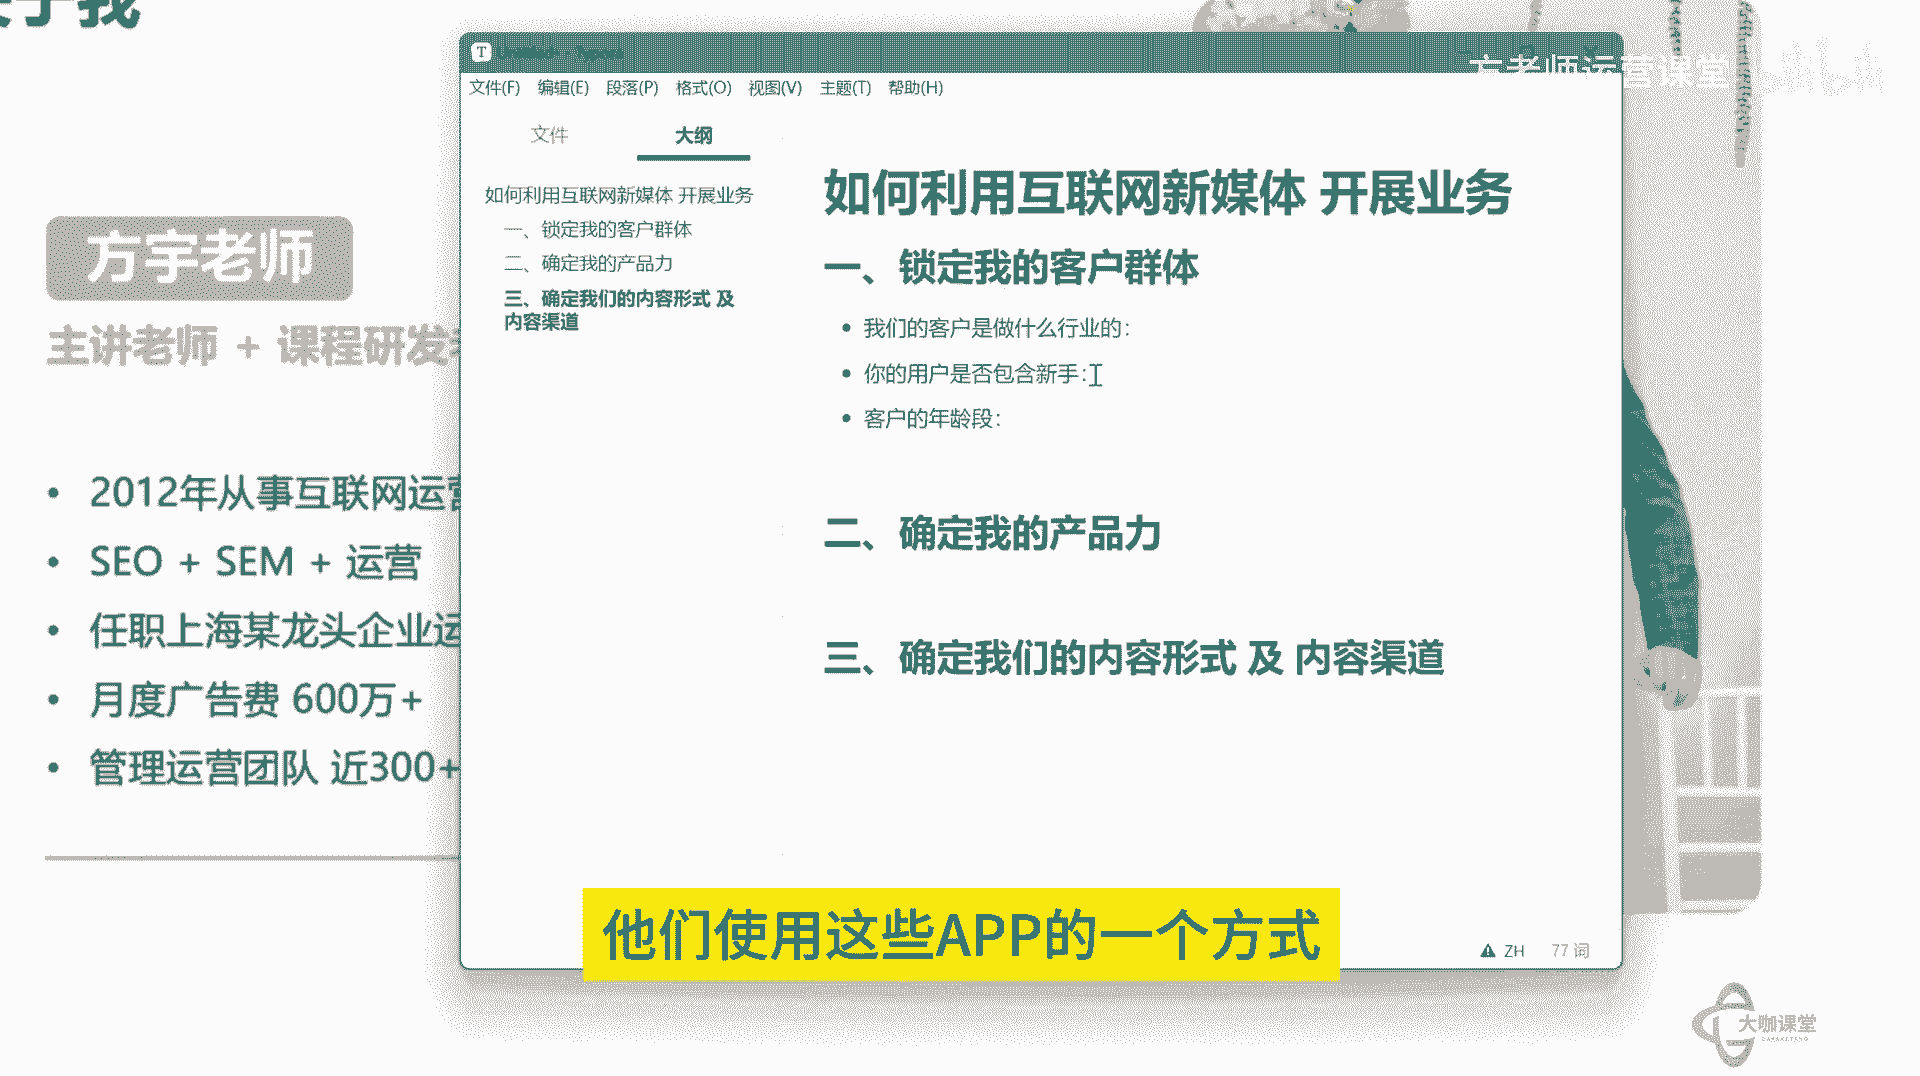 于我
方宇老师
主讲老师 + 课程研发
2012年从事互联网运营
SEO + SEM + 运营
任职上海某龙头企业运
月度广告费 600万+
管理运营团队 近300+
T
文件(F) 编辑(E) 段落(P) 格式(O) 视图(V) 主题(T) 帮助(H)
文件 大纲
如何利用互联网新媒体 开展业务
一、锁定我的客户群体
二、确定我的产品力
三、确定我们的内容形式 及
内容渠道
如何利用互联网新媒体 开展业务
一、锁定我的客户群体
我们的客户是做什么行业的:
你的用户是否包含新手:
客户的年龄段:
二、确定我的产品力
三、确定我们的内容形式 及 内容渠道
ZH 77 词
方老师运营课堂 bilibili
他们使用这些APP的一个方式
大咖课堂